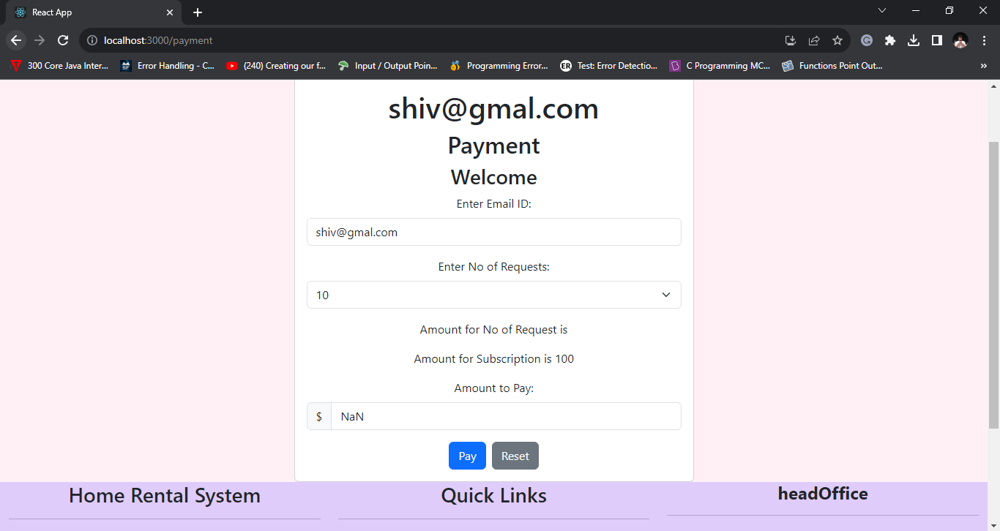 React App
localhost:3000/payment
300 Core Java Inter...
Error Handling - C...
(240) Creating our f...
Input / Output Poin...
Programming Error...
ER
Test: Error Detectio...
C Programming MC...
Functions Point Out...
»
shiv@gmal.com
Payment
Welcome
Enter Email ID:
shiv@gmal.com
Enter No of Requests:
10
Amount for No of Request is
Amount for Subscription is 100
Amount to Pay:
$ NaN
Pay Reset
Home Rental System
Quick Links
headOffice